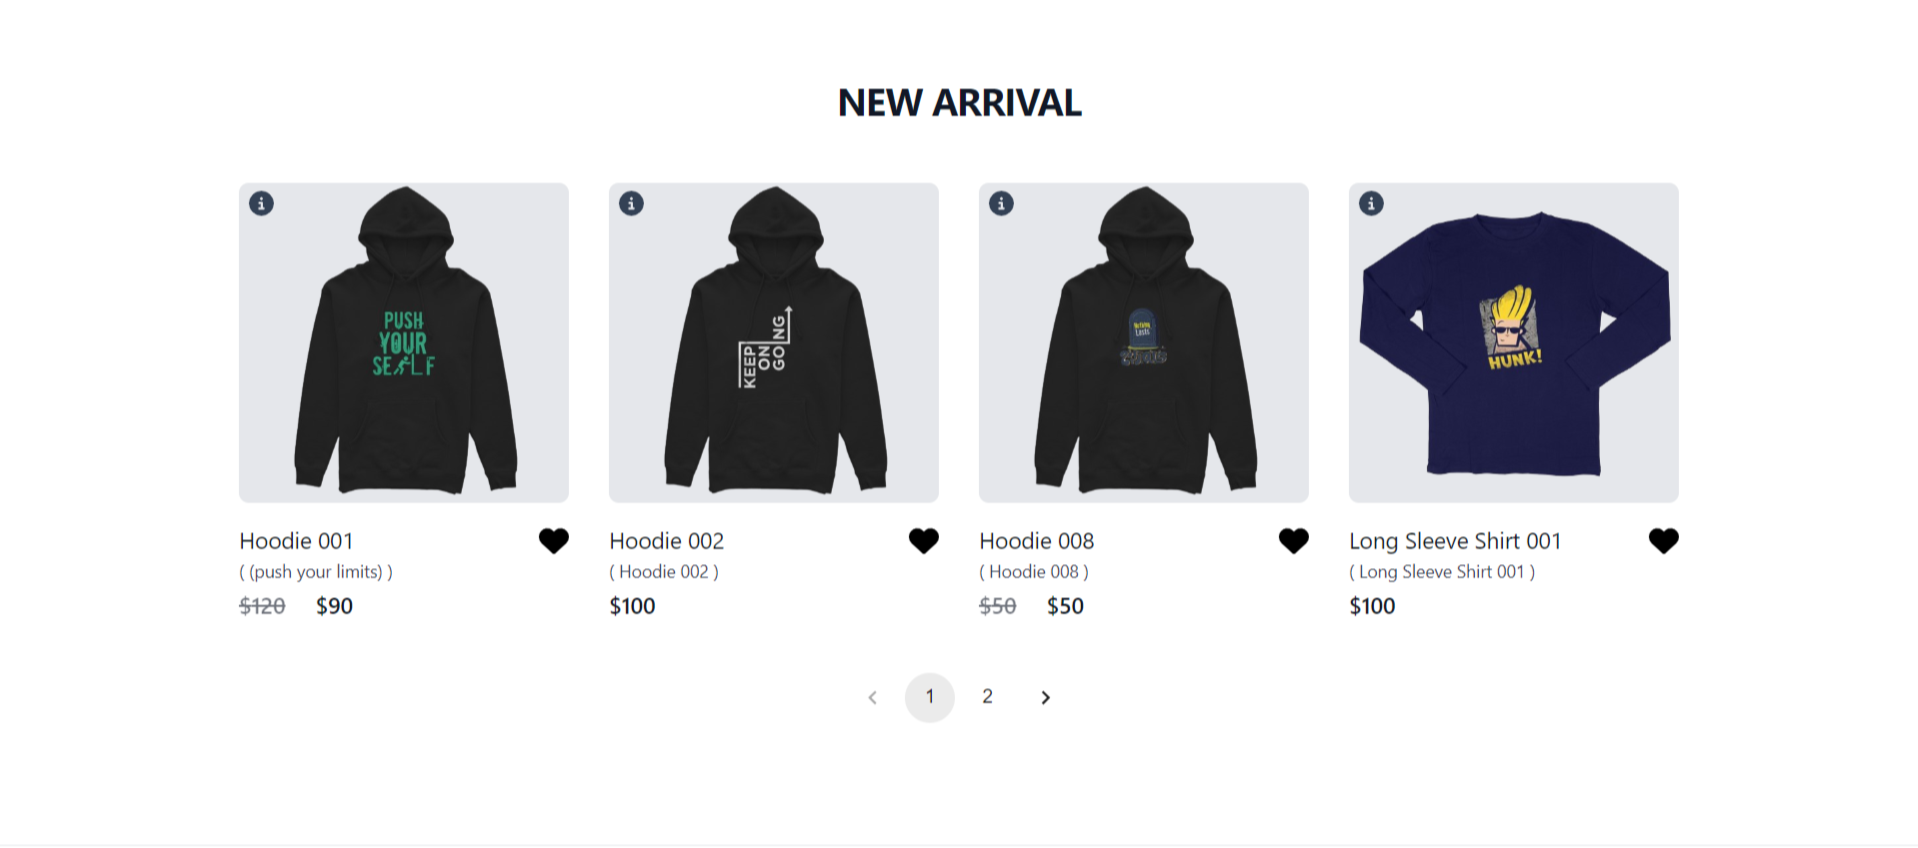 NEW ARRIVAL
i
i
i
i
PUSH
YOUR
SELF
KEEP
ON
GOING
Nothing
Lasts
HUNK!
Hoodie 001
( (push your limits) )
$120 $90
Hoodie 002
( Hoodie 002 )
$100
Hoodie 008
( Hoodie 008 )
$50 $50
Long Sleeve Shirt 001
( Long Sleeve Shirt 001 )
$100
1
2